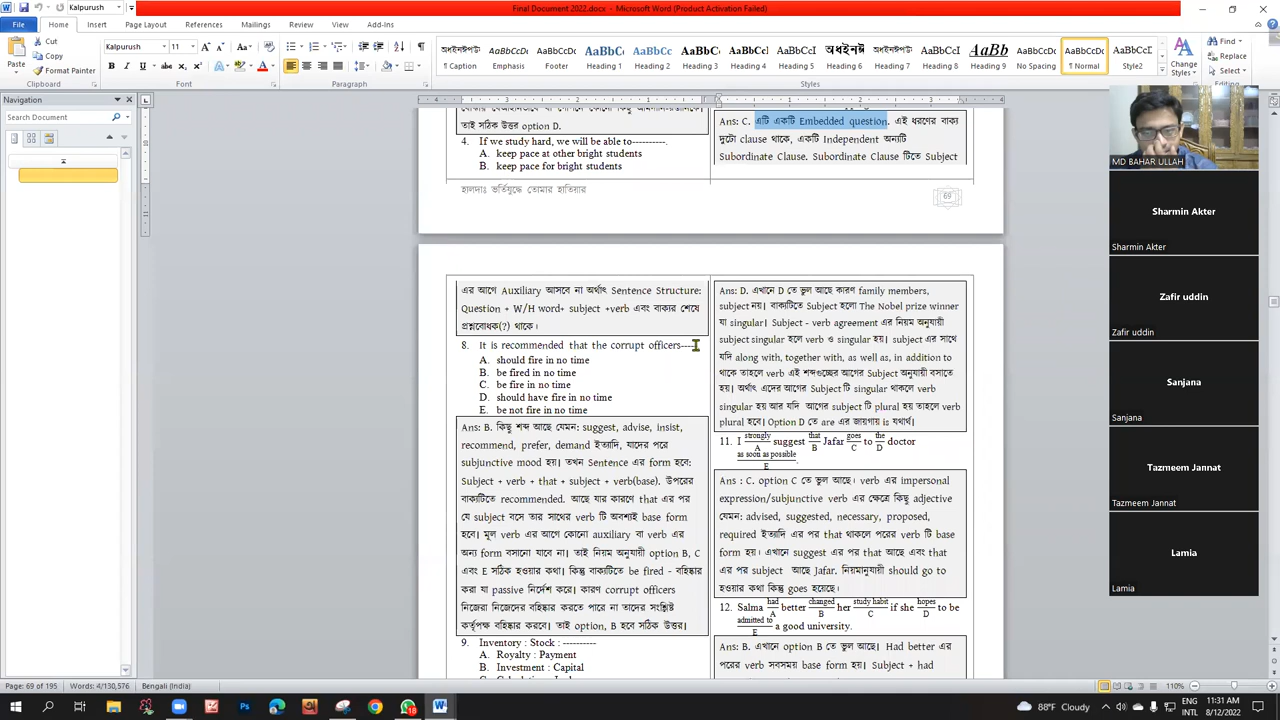 Final Document 2022.docx - Microsoft Word (Product Activation Failed)
File
Home
Insert
Page Layout
References
Mailings
Review
View
Add-Ins
Cut
Copy
Format Painter
Paste
Clipboard
Kalpurush
11
Font
Paragraph
¶ Caption
Emphasis
Footer
Heading 1
Heading 2
Heading 3
Heading 4
Heading 5
Heading 6
Heading 7
Heading 8
Heading 9
No Spacing
¶ Normal
Style2
Styles
Change Styles
Find
Replace
Select
Editing
Navigation
Search Document
তাই সঠিক উত্তর option D.
4. If we study hard, we will be able to----------.
A. keep pace at other bright students
B. keep pace for bright students
হালদাঃ ভর্তিযুদ্ধে তোমার হাতিয়ার
Ans: C. এটি একটি Embedded question. এই ধরণের বাক্য
দুটো clause থাকে, একটি Independent অন্যটি
Subordinate Clause. Subordinate Clause টিতে Subject
69
এর আগে Auxiliary আসবে না অর্থাৎ Sentence Structure:
Question + W/H word+ subject +verb এবং বাক্যের শেষে
প্রশ্নবোধক(?) থাকে।
8. It is recommended that the corrupt officers----
A. should fire in no time
B. be fired in no time
C. be fire in no time
D. should have fire in no time
E. be not fire in no time
Ans: B. কিছু শব্দ আছে যেমন: suggest, advise, insist,
recommend, prefer, demand ইত্যাদি, যাদের পরে
subjunctive mood হয়। তখন Sentence এর form হবে:
Subject + verb + that + subject + verb(base). উপরের
বাক্যটিতে recommended. আছে যার কারণে that এর পর
যে subject বসে তার সাথের verb টি অবশ্যই base form
হবে। মূল verb এর আগে কোনো auxiliary বা verb এর
অন্য form বসানো যাবে না। তাই নিয়ম অনুযায়ী option B, C
এবং E সঠিক হওয়ার কথা। কিন্তু বাক্যটিতে be fired - বহিষ্কার
করা যা passive নির্দেশ করে। কারণ corrupt officers
নিজেরা নিজেদের বহিষ্কার করতে পারে না তাদের সংশ্লিষ্ট
কর্তৃপক্ষ বহিষ্কার করবে। তাই option, B হবে সঠিক উত্তর।
9. Inventory : Stock : ----------
A. Royalty : Payment
B. Investment : Capital
Ans: D. এখানে D তে ভুল আছে কারণ family members,
subject নয়। বাক্যটিতে Subject হলো The Nobel prize winner
যা singular। Subject - verb agreement এর নিয়ম অনুযায়ী
subject singular হলে verb ও singular হয়। subject এর সাথে
যদি along with, together with, as well as, in addition to
থাকে তাহলে verb এই শব্দগুচ্ছের আগের Subject অনুযায়ী বসাতে
হয়। অর্থাৎ এদের আগের Subject টি singular থাকলে verb
singular হয় আর যদি আগের subject টি plural হয় তাহলে verb
plural হবে। Option D তে are এর জায়গায় is যথার্থ।
11. I strongly suggest that Jafar goes to the doctor
A B C D
as soon as possible.
E
Ans : C. option C তে ভুল আছে। verb এর impersonal
expression/subjunctive verb এর ক্ষেত্রে কিছু adjective
যেমন: advised, suggested, necessary, proposed,
required ইত্যাদি এর পর that থাকলে পরের verb টি base
form হয়। এখানে suggest এর পর that আছে এবং that
এর পর subject আছে Jafar. নিয়মানুযায়ী should go to
হওয়ার কথা কিন্তু goes হয়েছে।
12. Salma had better changed her study habit if she hopes to be
A B C D
admitted to a good university.
E
Ans: B. এখানে option B তে ভুল আছে। Had better এর
পরের verb সবসময় base form হয়। Subject + had
MD BAHAR ULLAH
Sharmin Akter
Sharmin Akter
Zafir uddin
Zafir uddin
Sanjana
Sanjana
Tazmeem Jannat
Tazmeem Jannat
Lamia
Lamia
Page: 69 of 195
Words: 4/130,576
Bengali (India)
110%
88°F Cloudy
ENG
INTL
11:31 AM
8/12/2022